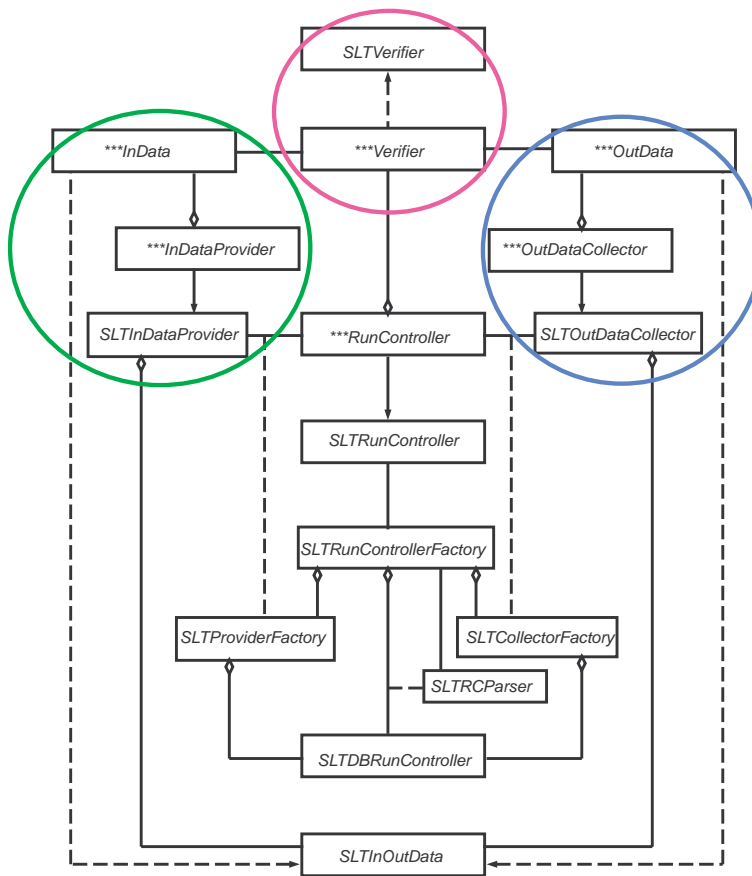 SLTVerifier
***InData
***Verifier
***OutData
***InDataProvider
***OutDataCollector
SLTInDataProvider
***RunController
SLTOutDataCollector
SLTRunController
SLTRunControllerFactory
SLTProviderFactory
SLTCollectorFactory
SLTRCParser
SLTDBRunController
SLTInOutData